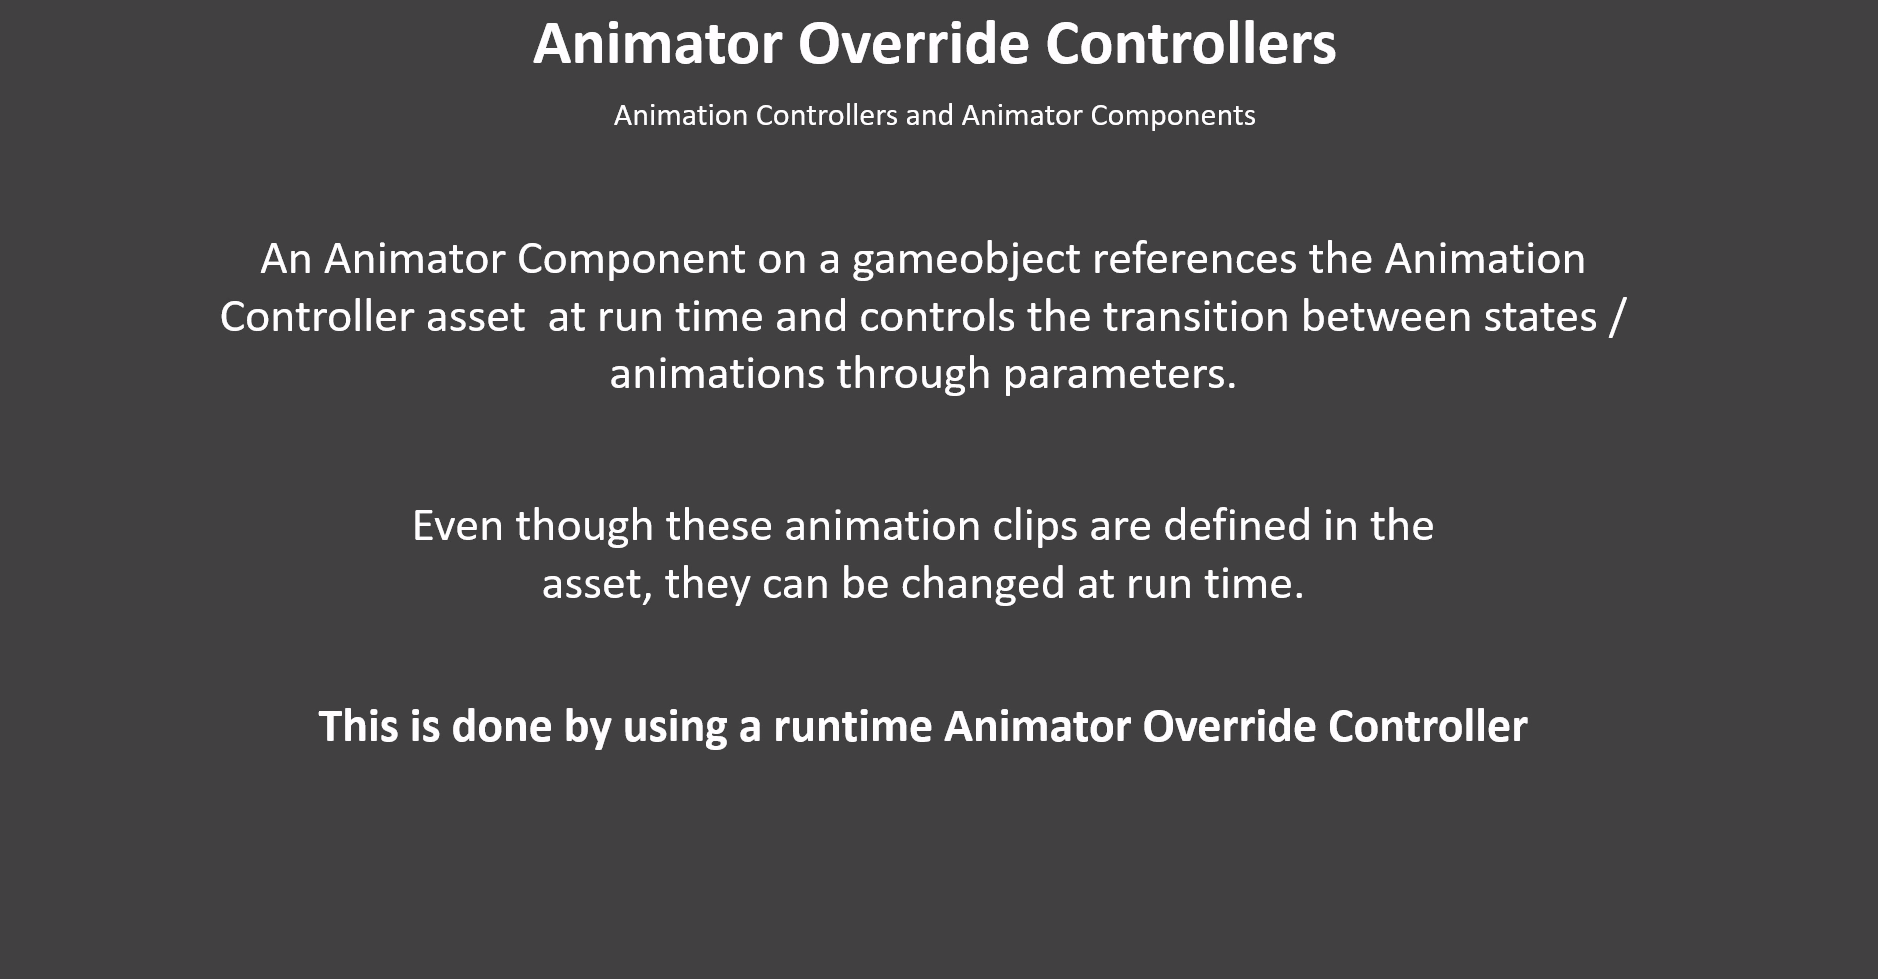 Animator Override Controllers
Animation Controllers and Animator Components
An Animator Component on a gameobject references the Animation
Controller asset  at run time and controls the transition between states /
animations through parameters.
Even though these animation clips are defined in the
asset, they can be changed at run time.
This is done by using a runtime Animator Override Controller